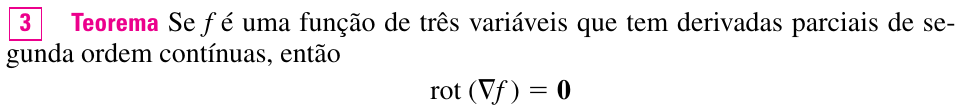 3 Teorema Se f é uma função de três variáveis que tem derivadas parciais de se-
gunda ordem contínuas, então
rot (∇f) = 0